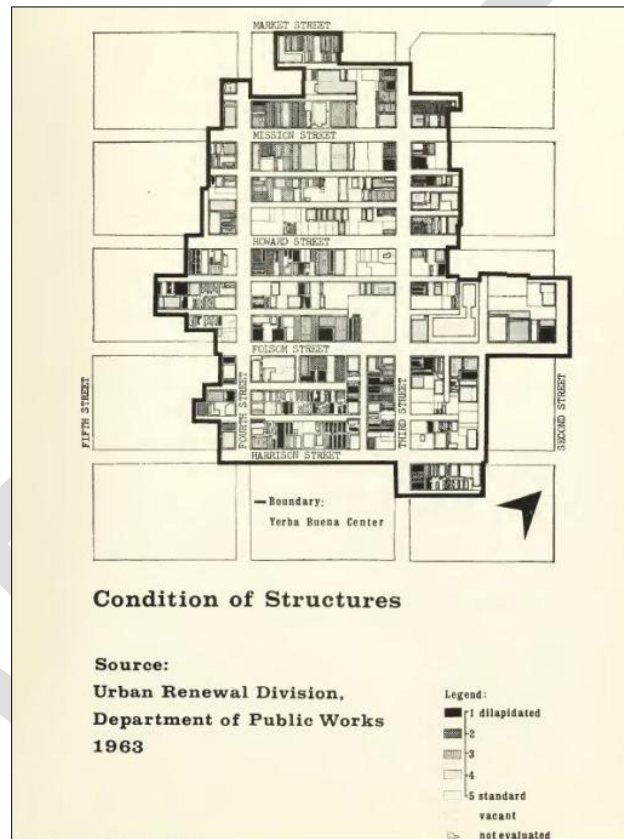 MARKET STREET
MISSION STREET
HOWARD STREET
FOLSOM STREET
FIFTH STREET
FOURTH STREET
THIRD STREET
SECOND STREET
HARRISON STREET
Boundary:
Yerba Buena Center
Condition of Structures
Source:
Urban Renewal Division,
Department of Public Works
1963
Legend:
1 dilapidated
2
3
4
5 standard
vacant
not evaluated